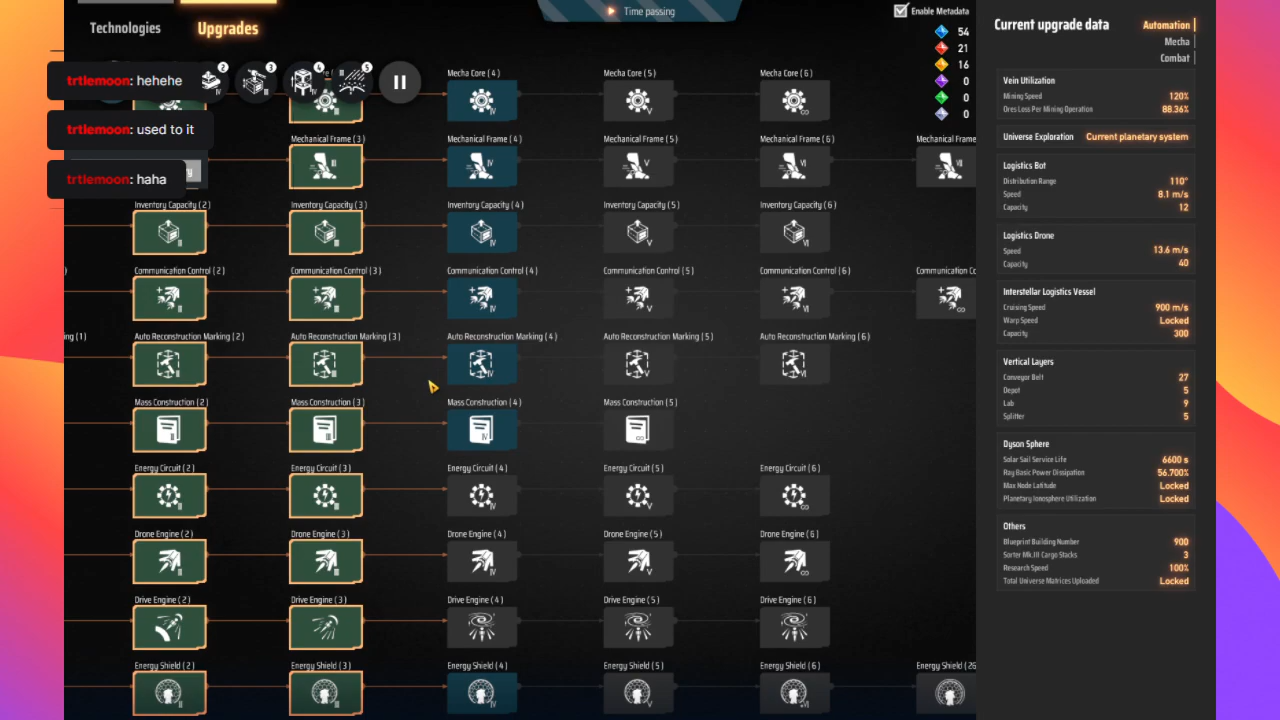 Technologies
Upgrades
Time passing
Enable Metadata
54
21
16
0
0
0
trtlemoon: hehehe
trtlemoon: used to it
trtlemoon: haha
2
3
4
5
Mecha Core (4)
Mecha Core (5)
Mecha Core (6)
Mechanical Frame (3)
Mechanical Frame (4)
Mechanical Frame (5)
Mechanical Frame (6)
Mechanical Frame
Inventory Capacity (2)
Inventory Capacity (3)
Inventory Capacity (4)
Inventory Capacity (5)
Inventory Capacity (6)
Communication Control (2)
Communication Control (3)
Communication Control (4)
Communication Control (5)
Communication Control (6)
Communication Co
ing (1)
Auto Reconstruction Marking (2)
Auto Reconstruction Marking (3)
Auto Reconstruction Marking (4)
Auto Reconstruction Marking (5)
Auto Reconstruction Marking (6)
Mass Construction (2)
Mass Construction (3)
Mass Construction (4)
Mass Construction (5)
Energy Circuit (2)
Energy Circuit (3)
Energy Circuit (4)
Energy Circuit (5)
Energy Circuit (6)
Drone Engine (2)
Drone Engine (3)
Drone Engine (4)
Drone Engine (5)
Drone Engine (6)
Drive Engine (2)
Drive Engine (3)
Drive Engine (4)
Drive Engine (5)
Drive Engine (6)
Energy Shield (2)
Energy Shield (3)
Energy Shield (4)
Energy Shield (5)
Energy Shield (6)
Energy Shield (26
Current upgrade data
Automation
Mecha
Combat
Vein Utilization
Mining Speed 120%
Ores Loss Per Mining Operation 88.36%
Universe Exploration Current planetary system
Logistics Bot
Distribution Range 110°
Speed 8.1 m/s
Capacity 12
Logistics Drone
Speed 13.6 m/s
Capacity 40
Interstellar Logistics Vessel
Cruising Speed 900 m/s
Warp Speed Locked
Capacity 300
Vertical Layers
Conveyor Belt 27
Depot 5
Lab 9
Splitter 5
Dyson Sphere
Solar Sail Service Life 6600 s
Ray Basic Power Dissipation 56.700%
Max Node Latitude Locked
Planetary Ionosphere Utilization Locked
Others
Blueprint Building Number 900
Sorter Mk.III Cargo Stacks 3
Research Speed 100%
Total Universe Matrices Uploaded Locked